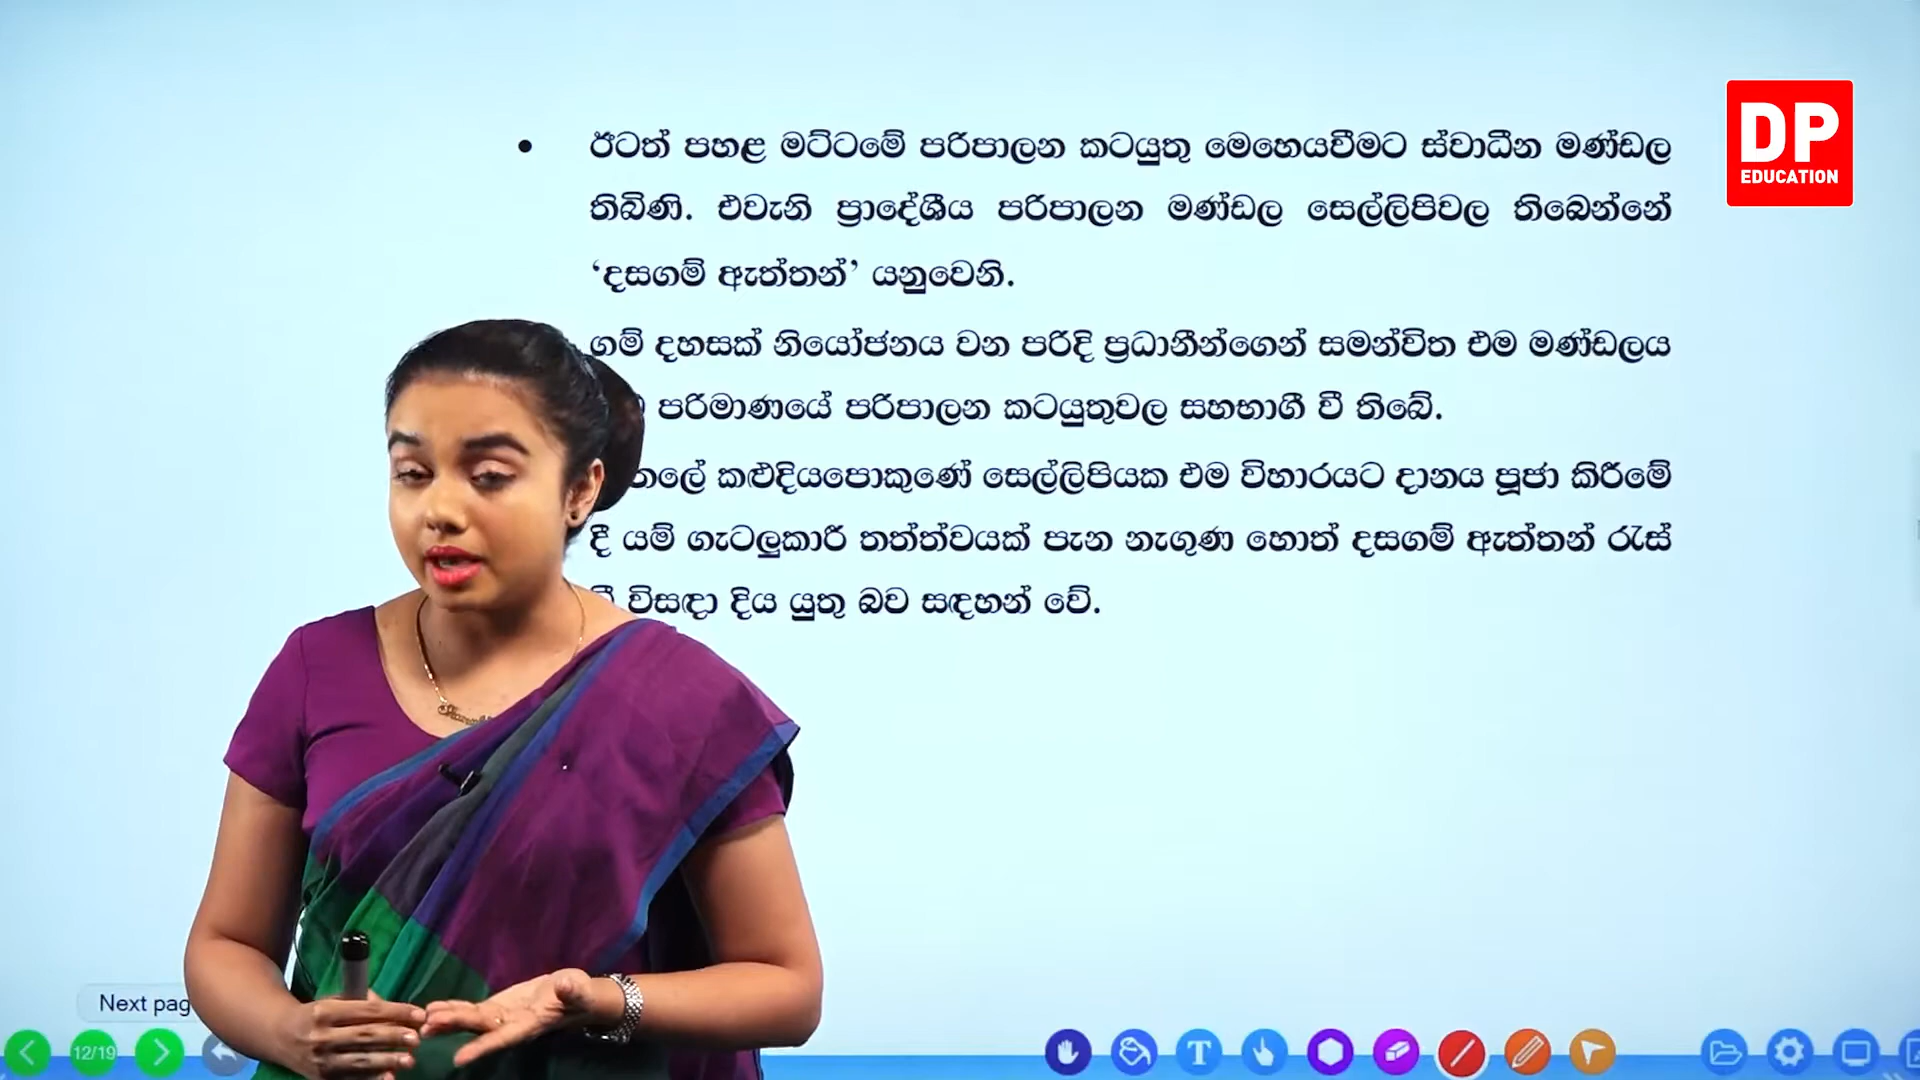 DP
EDUCATION
• ඊටත් පහළ මට්ටමේ පරිපාලන කටයුතු මෙහෙයවීමට ස්වාධීන මණ්ඩල
තිබිණි. එවැනි ප්‍රාදේශීය පරිපාලන මණ්ඩල සෙල්ලිපිවල තිබෙන්නේ
‘දසගම් ඇත්තන්’ යනුවෙනි.
ගම් දහසක් නියෝජනය වන පරිදි ප්‍රධානීන්ගෙන් සමන්විත එම මණ්ඩලය
පරිමාණයේ පරිපාලන කටයුතුවල සහභාගී වී තිබේ.
කළුදියපොකුණේ සෙල්ලිපියක එම විහාරයට දානය පූජා කිරීමේ
දී යම් ගැටලුකාරී තත්ත්වයක් පැන නැගුණ හොත් දසගම් ඇත්තන් රැස්
විසඳා දිය යුතු බව සඳහන් වේ.
Next
12/19